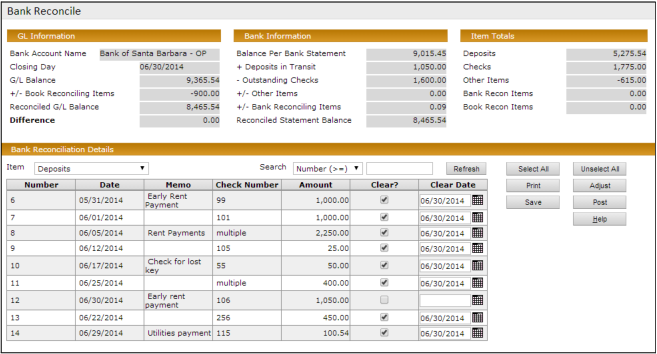 Bank Reconcile
GL Information
Bank Account Name Bank of Santa Barbara - OP
Closing Day 06/30/2014
G/L Balance 9,365.54
+/- Book Reconciling Items -900.00
Reconciled G/L Balance 8,465.54
Difference 0.00
Bank Information
Balance Per Bank Statement 9,015.45
+ Deposits in Transit 1,050.00
- Outstanding Checks 1,600.00
+/- Other Items 0.00
+/- Bank Reconciling Items 0.09
Reconciled Statement Balance 8,465.54
Item Totals
Deposits 5,275.54
Checks 1,775.00
Other Items -615.00
Bank Recon Items 0.00
Book Recon Items 0.00
Bank Reconciliation Details
Item Deposits Search Number (>=) Refresh Select All Unselect All
Print Adjust
Save Post
Help
Number Date Memo Check Number Amount Clear? Clear Date
6 05/31/2014 Early Rent Payment 99 1,000.00 06/30/2014
7 06/01/2014 101 1,000.00 06/30/2014
8 06/05/2014 Rent Payments multiple 2,250.00 06/30/2014
9 06/12/2014 105 25.00 06/30/2014
10 06/17/2014 Check for lost key 55 50.00 06/30/2014
11 06/25/2014 multiple 400.00 06/30/2014
12 06/30/2014 Early rent payment 106 1,050.00
13 06/22/2014 256 450.00 06/30/2014
14 06/29/2014 Utilities payment 115 100.54 06/30/2014